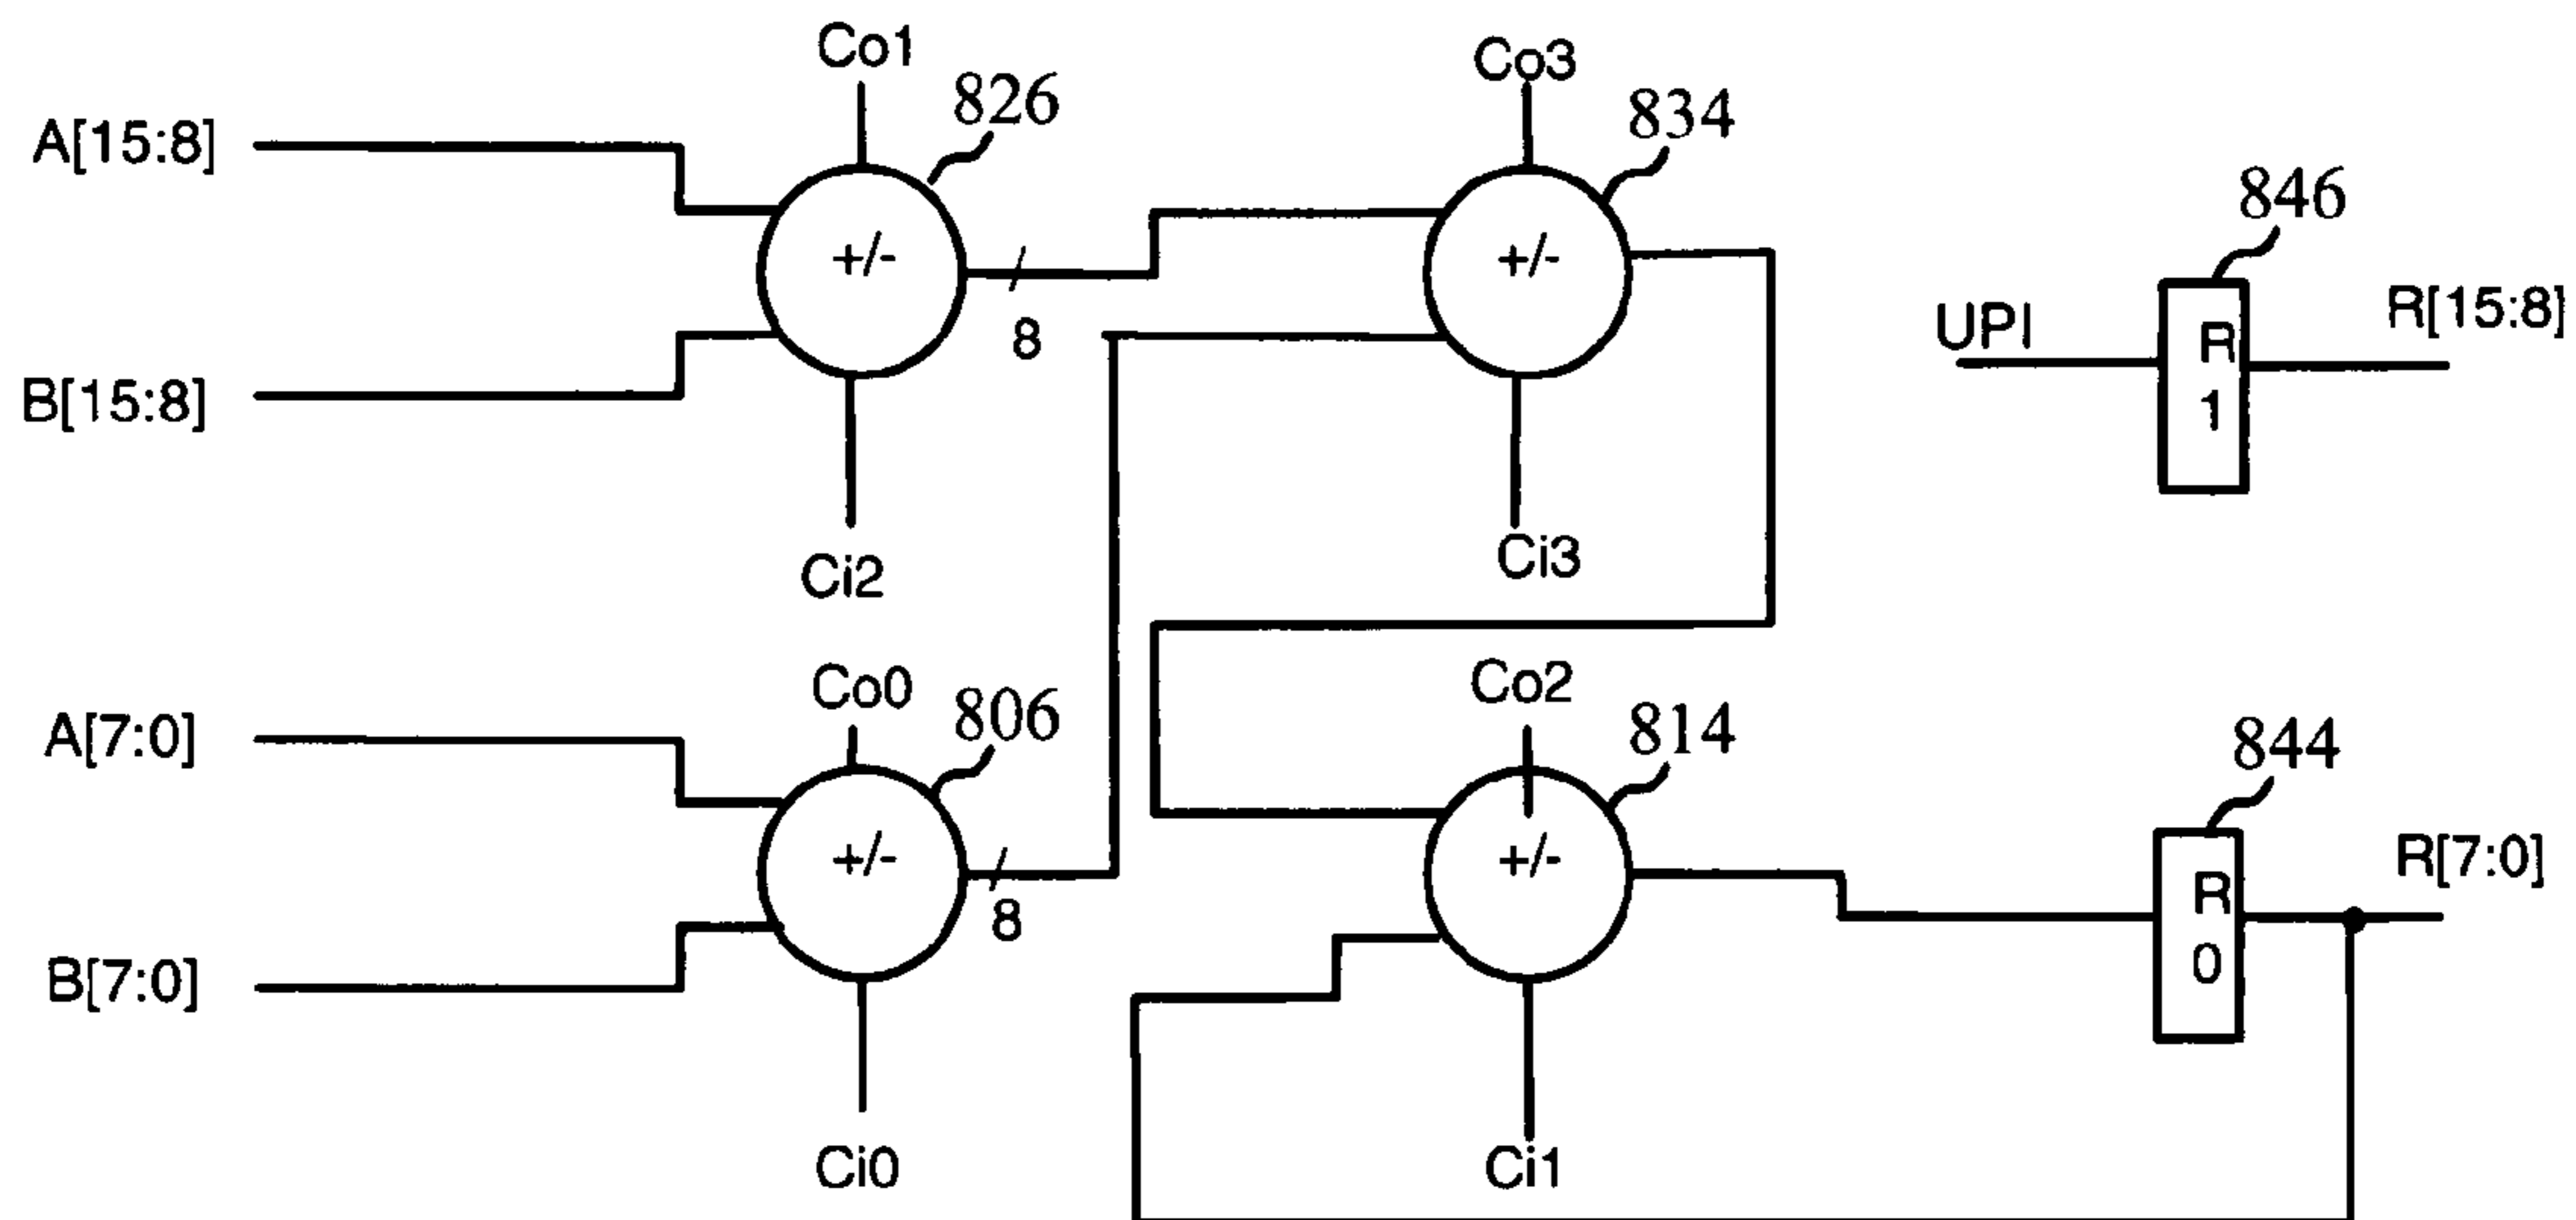 Co1
826
A[15:8]
+/-
8
B[15:8]
Ci2
Co3
834
+/-
Ci3
846
UPI
R
1
R[15:8]
Co0
806
A[7:0]
+/-
8
B[7:0]
Ci0
Co2
814
+/-
Ci1
844
R
0
R[7:0]